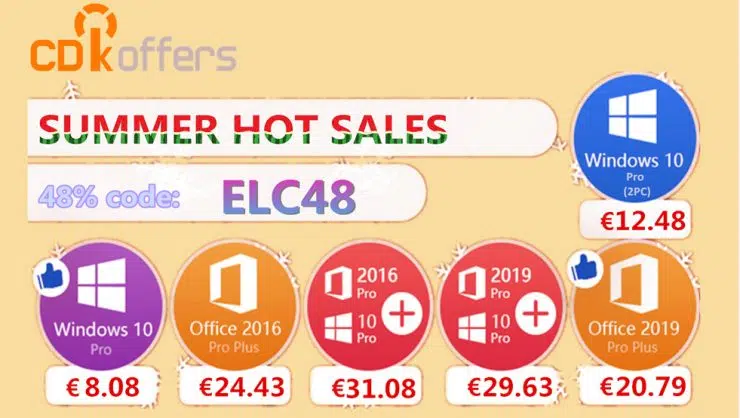 CDkoffers
SUMMER HOT SALES
48% code: ELC48
Windows 10
Pro
(2PC)
€12.48
Windows 10
Pro
€8.08
Office 2016
Pro Plus
€24.43
2016
Pro
10
Pro
€31.08
2019
Pro
10
Pro
€29.63
Office 2019
Pro Plus
€20.79